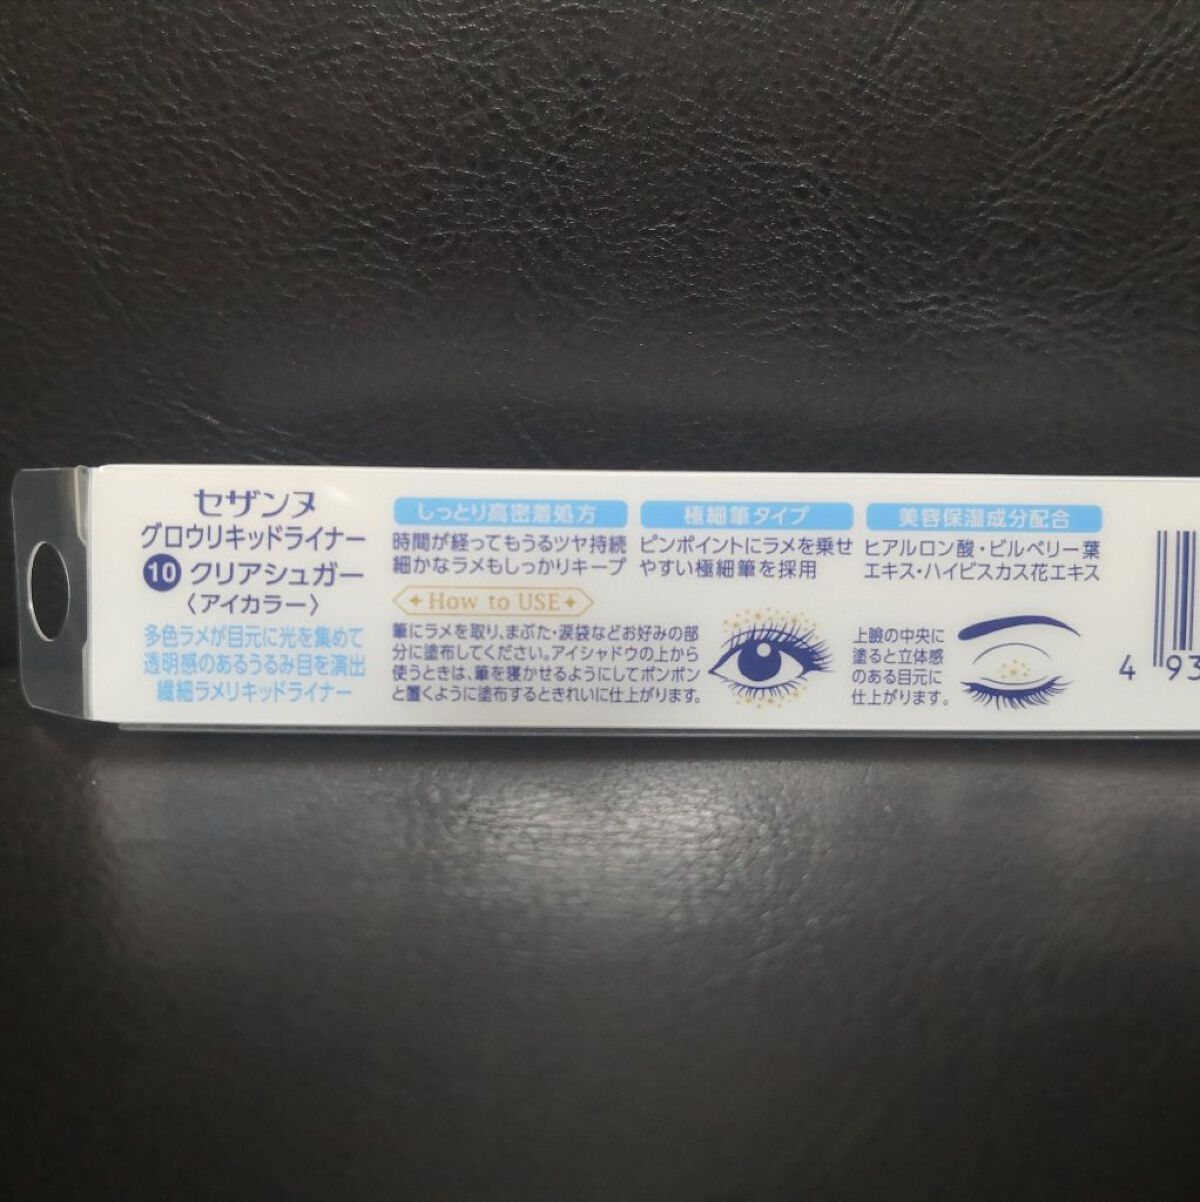 セザンヌ
グロウリキッドライナー
10 クリアシュガー
〈アイカラー〉
多色ラメが目元に光を集めて
透明感のあるうるみ目を演出
繊細ラメリキッドライナー
しっとり高密着処方
時間が経ってもうるツヤ持続
細かなラメもしっかりキープ
極細筆タイプ
ピンポイントにラメを乗せ
やすい極細筆を採用
美容保湿成分配合
ヒアルロン酸・ビルベリー葉
エキス・ハイビスカス花エキス
How to USE
筆にラメを取り、まぶた・涙袋などお好みの部
分に塗布してください。アイシャドウの上から
使うときは、筆を寝かせるようにしてポンポン
と置くように塗布するときれいに仕上がります。
上瞼の中央に
塗ると立体感
のある目元に
仕上がります。
4 93